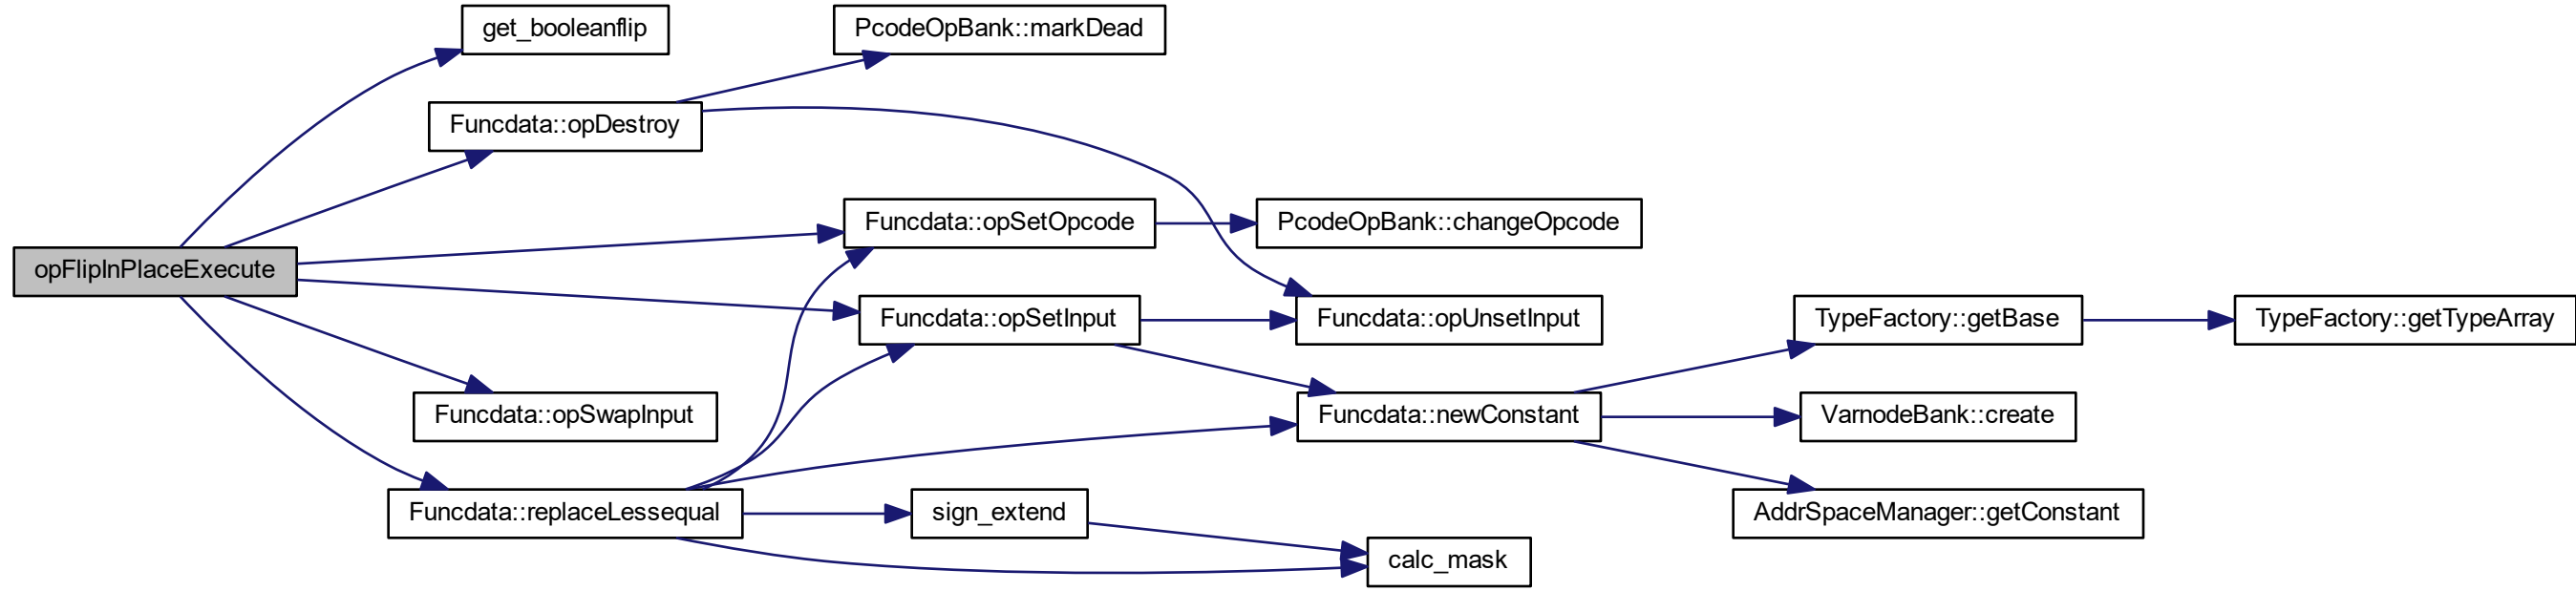 get_booleanflip
PcodeOpBank::markDead
Funcdata::opDestroy
Funcdata::opSetOpcode
PcodeOpBank::changeOpcode
opFlipInPlaceExecute
Funcdata::opSetInput
Funcdata::opUnsetInput
TypeFactory::getBase
TypeFactory::getTypeArray
Funcdata::opSwapInput
Funcdata::newConstant
VarnodeBank::create
Funcdata::replaceLessequal
sign_extend
AddrSpaceManager::getConstant
calc_mask